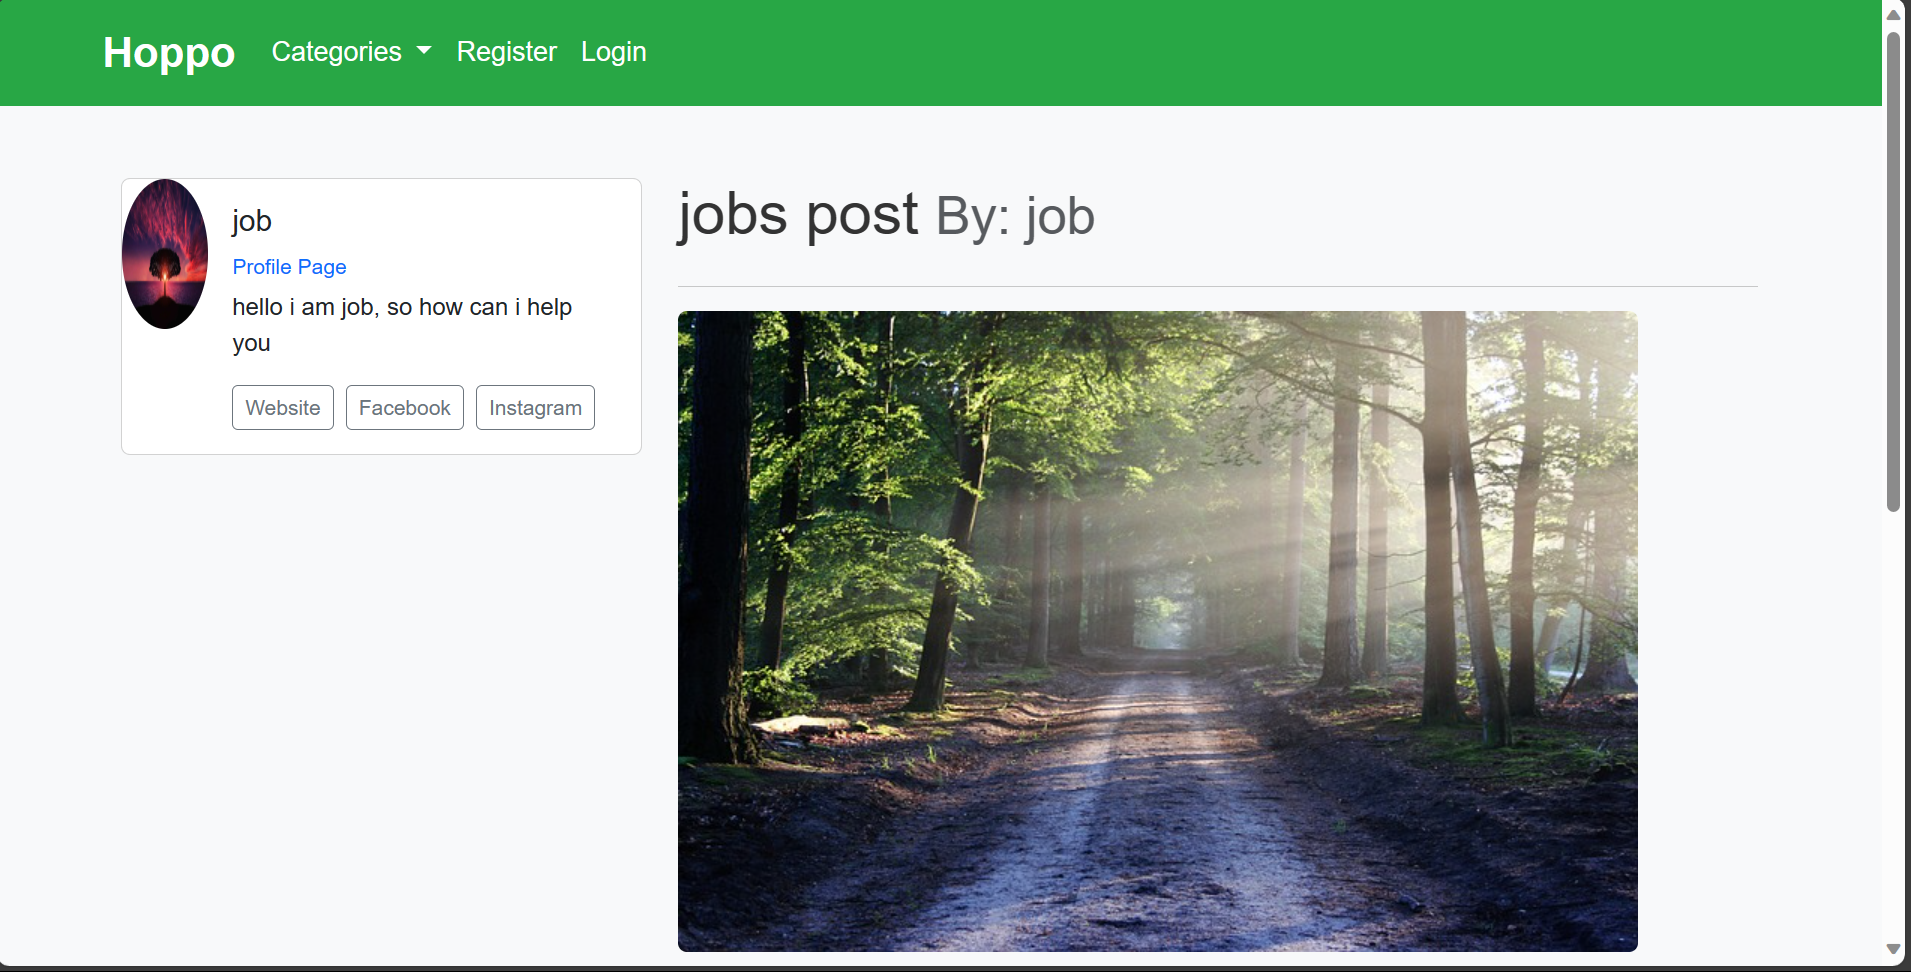 Hoppo Categories Register Login
job
Profile Page
hello i am job, so how can i help
you
Website Facebook Instagram
jobs post By: job